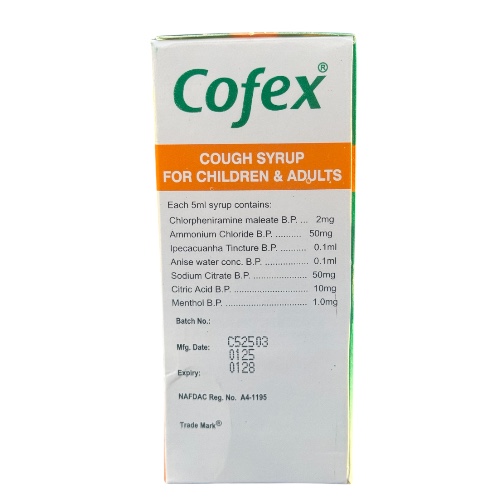 Cofex®
COUGH SYRUP
FOR CHILDREN & ADULTS
Each 5ml syrup contains:
Chlorpheniramine maleate B.P. ... 2mg
Ammonium Chloride B.P. .......... 50mg
Ipecacuanha Tincture B.P. .......... 0.1ml
Anise water conc. B.P. ................ 0.1ml
Sodium Citrate B.P. .................... 50mg
Citric Acid B.P. ........................... 10mg
Menthol B.P. ............................... 1.0mg
Batch No.: C52503
Mfg. Date: 0125
Expiry: 0128
NAFDAC Reg. No. A4-1195
Trade Mark®